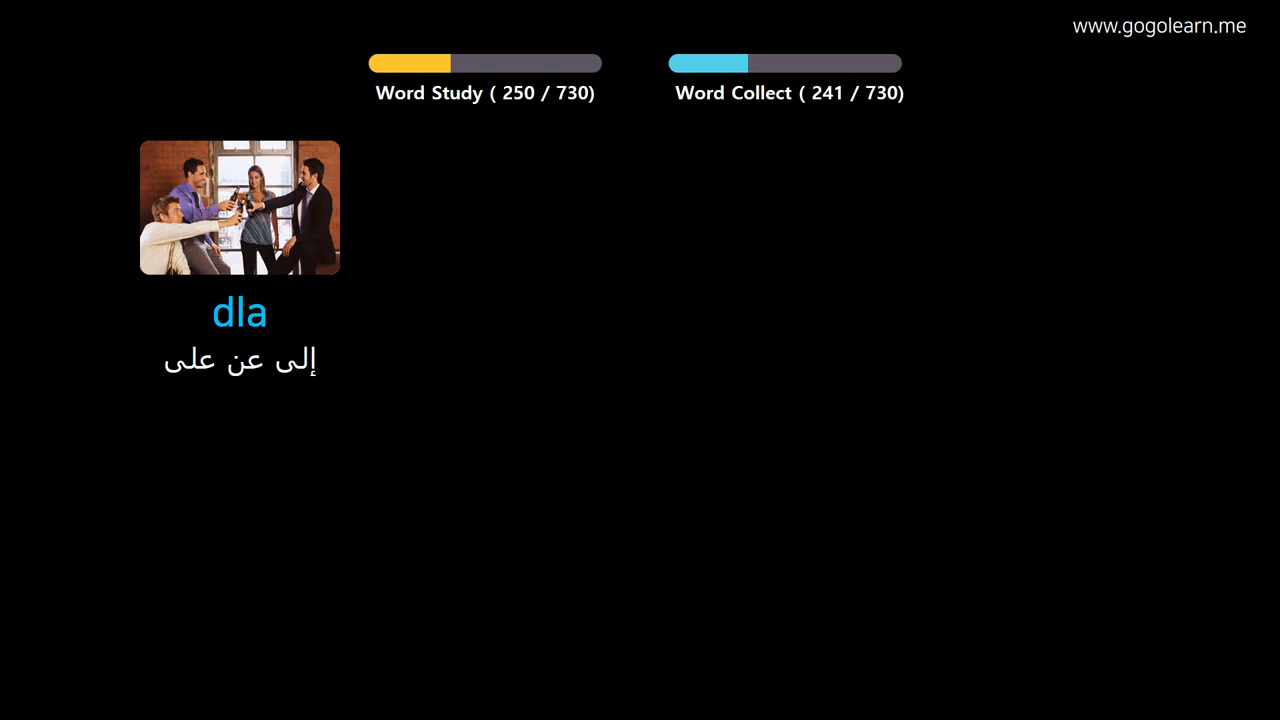 www.gogolearn.me
Word Study ( 250 / 730)
Word Collect ( 241 / 730)
dla
إلى عن على